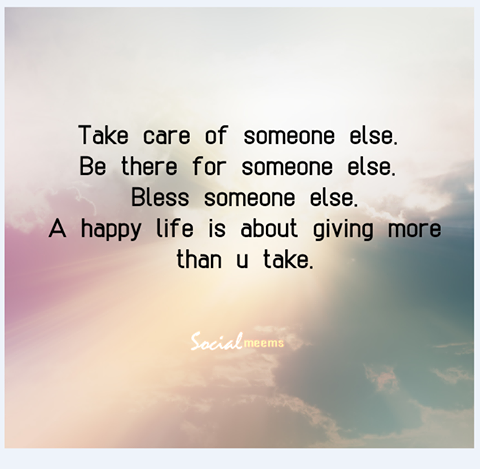 Take care of someone else.
Be there for someone else.
Bless someone else.
A happy life is about giving more
than u take.
Social meems